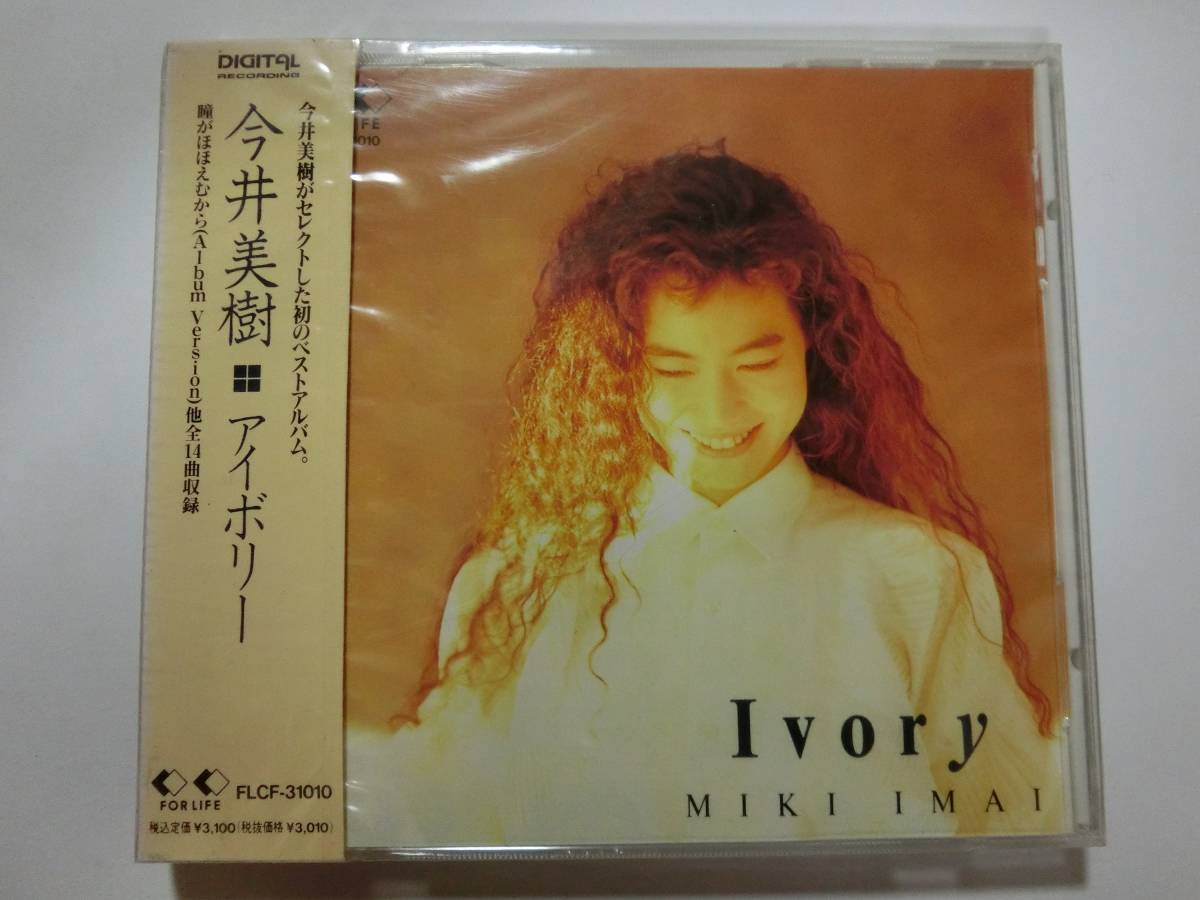 DIGITAL
RECORDING
今井美樹がセレクトした初のベストアルバム。
今井美樹 アイボリー
瞳がほほえむから(Album Version)他全14曲収録
FOR LIFE
FLCF-31010
税込定価¥3,100(税抜価格¥3,010)
IFE
1010
Ivory
MIKI IMAI